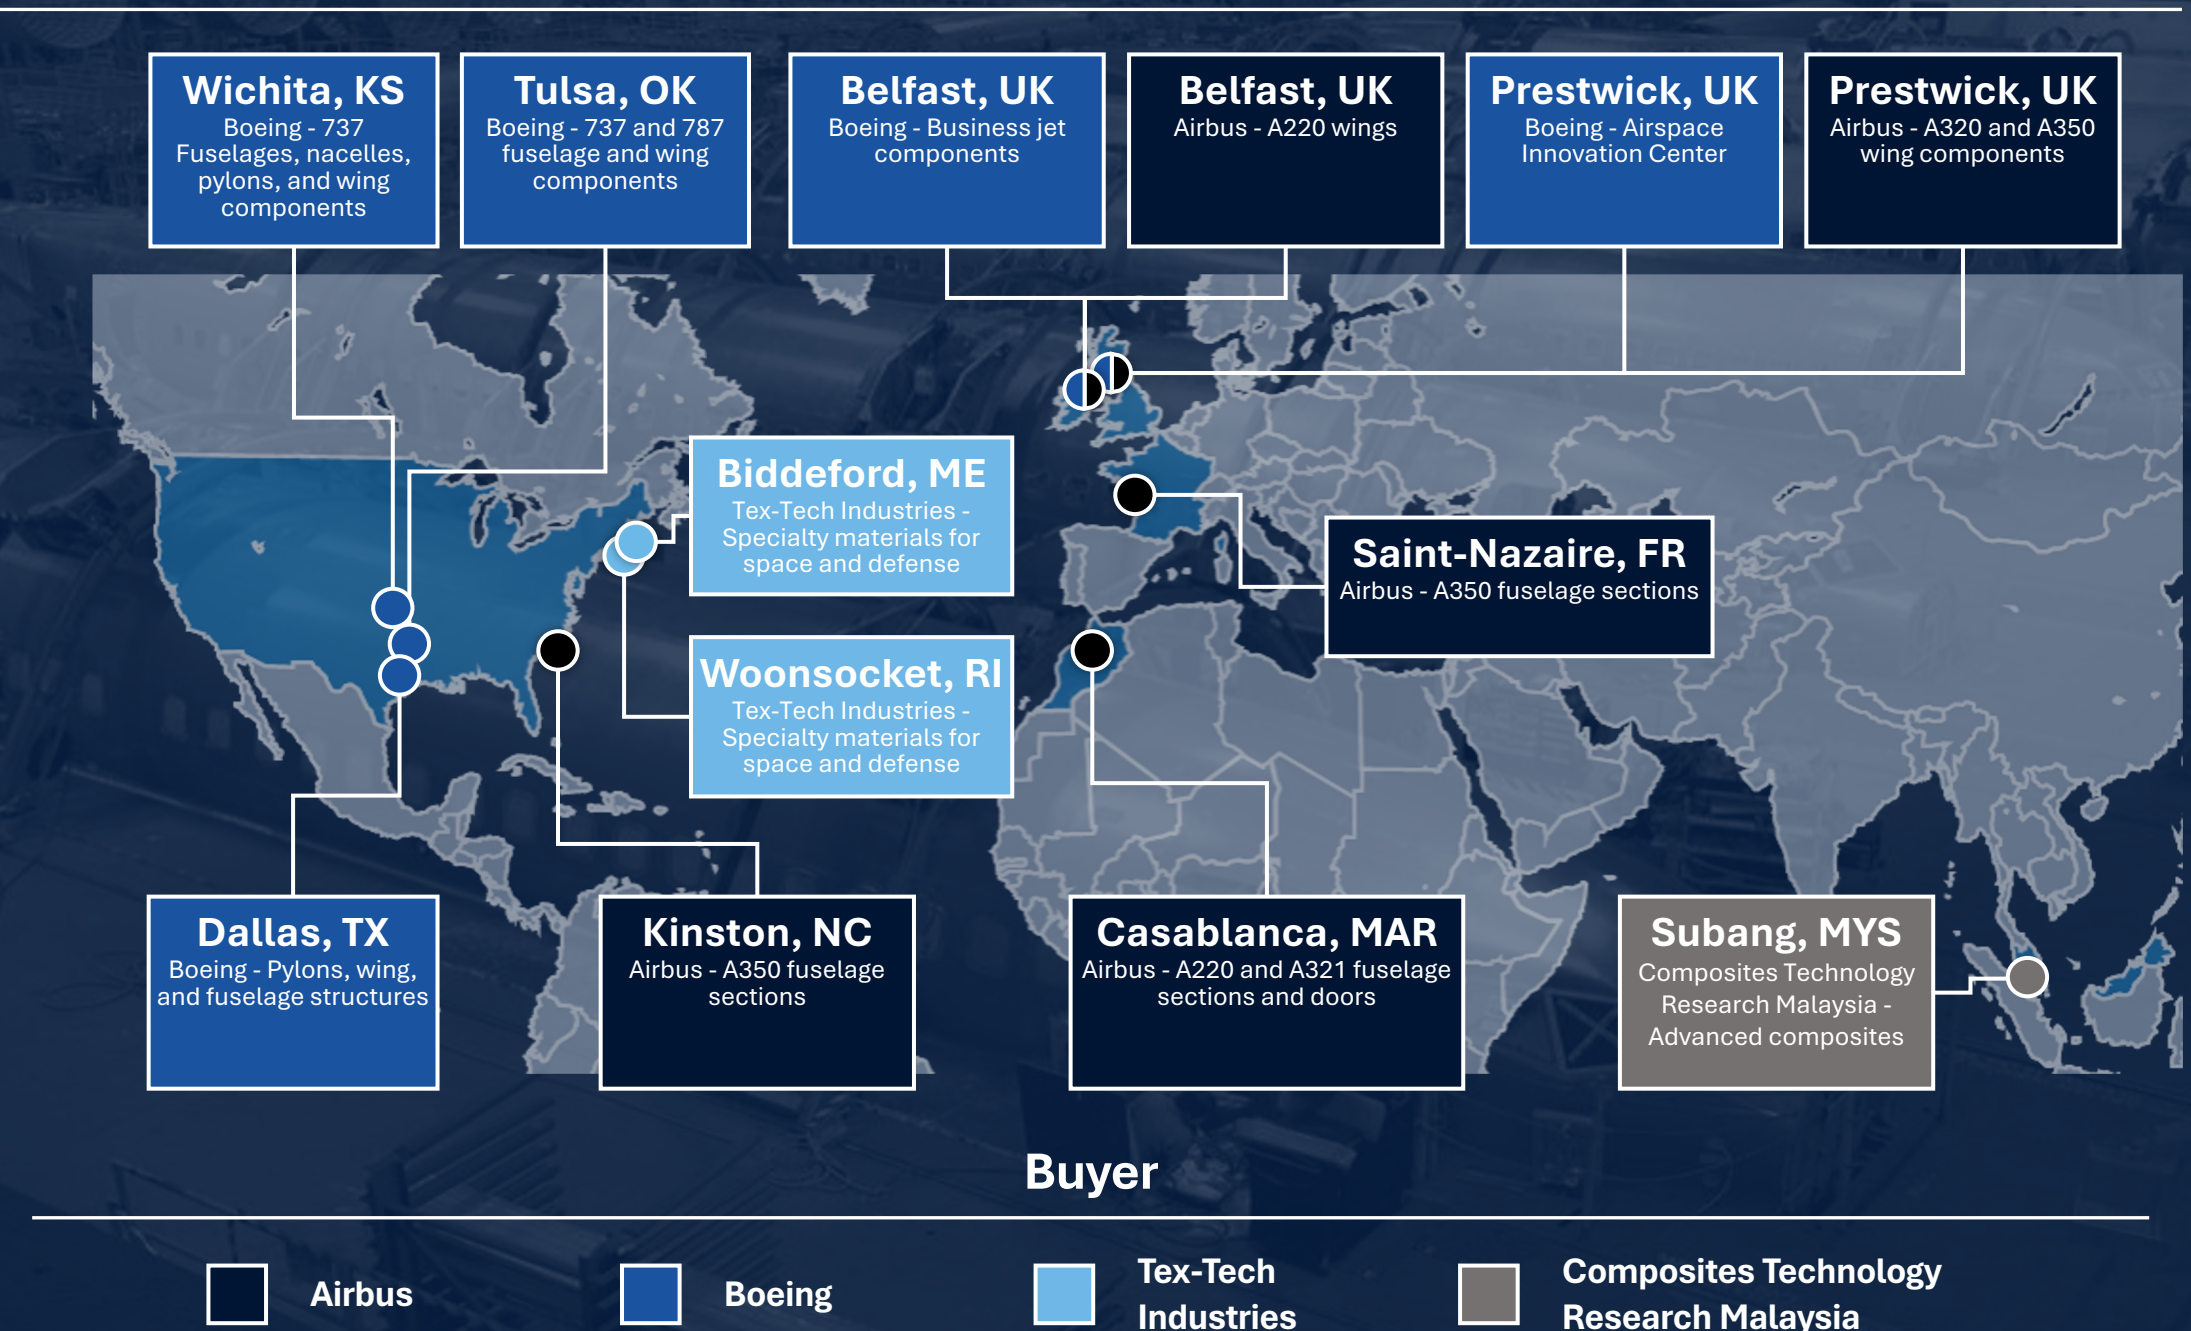 Wichita, KS
Boeing - 737
Fuselages, nacelles,
pylons, and wing
components
Tulsa, OK
Boeing - 737 and 787
fuselage and wing
components
Belfast, UK
Boeing - Business jet
components
Belfast, UK
Airbus - A220 wings
Prestwick, UK
Boeing - Airspace
Innovation Center
Prestwick, UK
Airbus - A320 and A350
wing components
Biddeford, ME
Tex-Tech Industries -
Specialty materials for
space and defense
Saint-Nazaire, FR
Airbus - A350 fuselage sections
Woonsocket, RI
Tex-Tech Industries -
Specialty materials for
space and defense
Dallas, TX
Boeing - Pylons, wing,
and fuselage structures
Kinston, NC
Airbus - A350 fuselage
sections
Casablanca, MAR
Airbus - A220 and A321 fuselage
sections and doors
Subang, MYS
Composites Technology
Research Malaysia -
Advanced composites
Buyer
Airbus
Boeing
Tex-Tech
Industries
Composites Technology
Research Malaysia